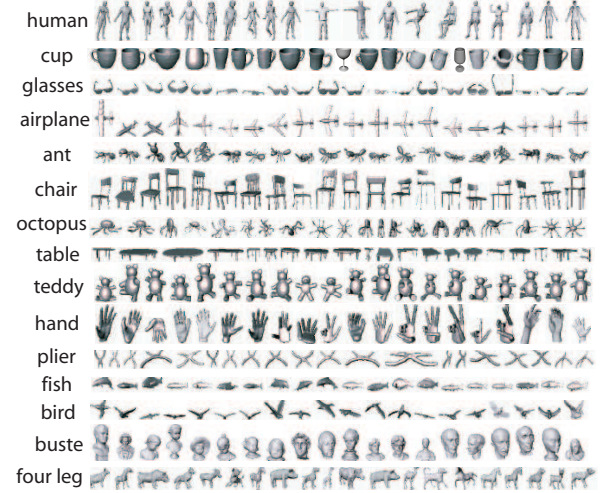 human
cup
glasses
airplane
ant
chair
octopus
table
teddy
hand
plier
fish
bird
buste
four leg